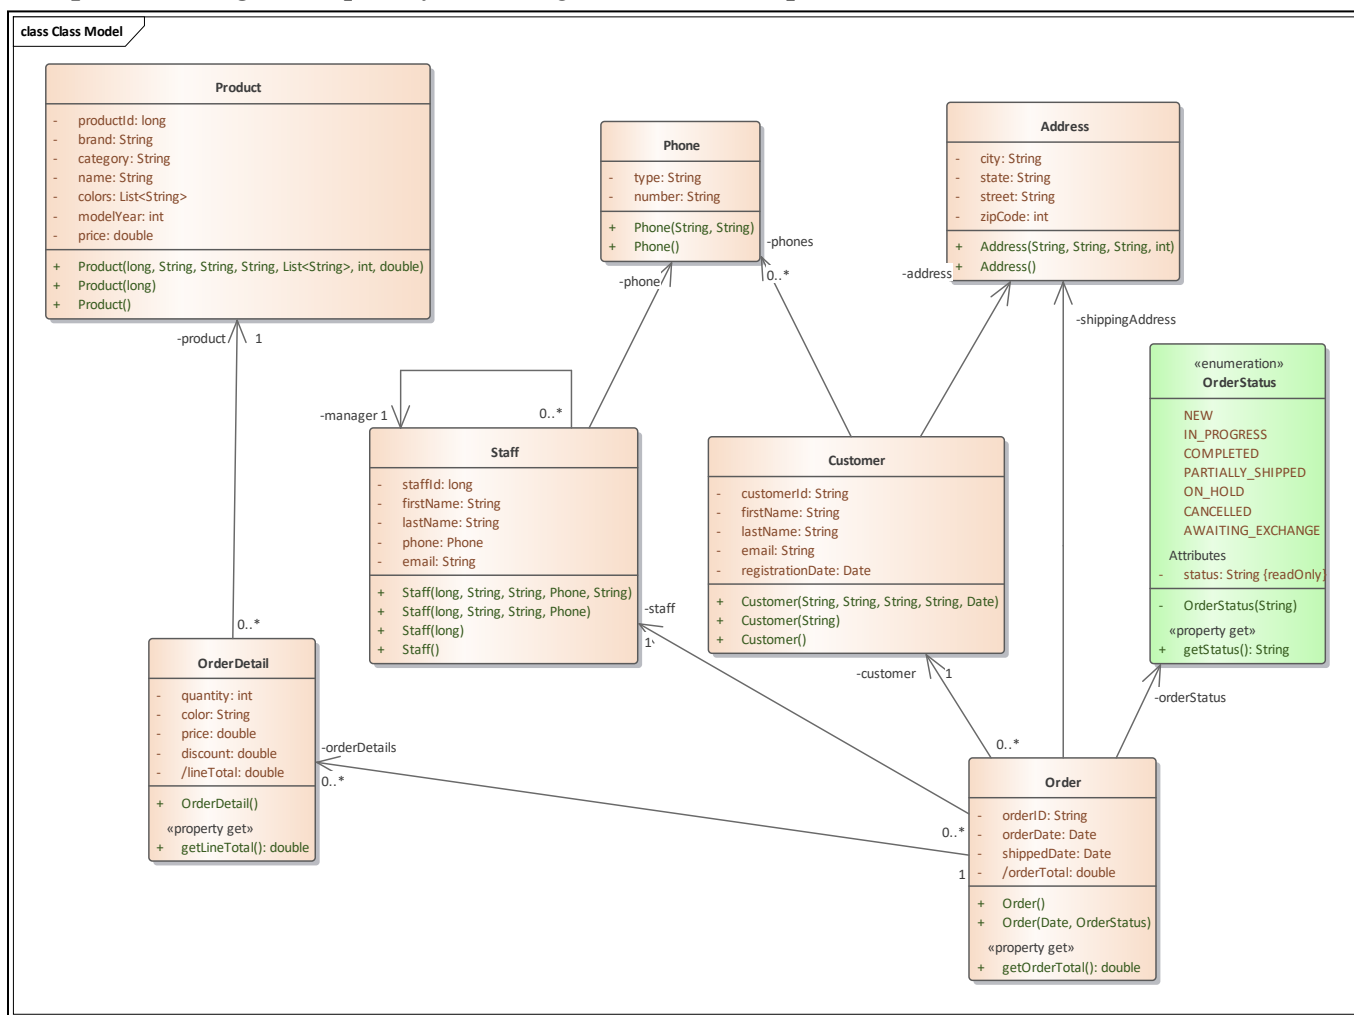 class Class Model
Product
- productId: long
- brand: String
- category: String
- name: String
- colors: List<String>
- modelYear: int
- price: double
+ Product(long, String, String, String, List<String>, int, double)
+ Product(long)
+ Product()
Phone
- type: String
- number: String
+ Phone(String, String)
+ Phone()
Address
- city: String
- state: String
- street: String
- zipCode: int
+ Address(String, String, String, int)
+ Address()
-product
1
-phone
-phones
0..*
-address
-shippingAddress
«enumeration»
OrderStatus
NEW
IN_PROGRESS
COMPLETED
PARTIALLY_SHIPPED
ON_HOLD
CANCELLED
AWAITING_EXCHANGE
Attributes
- status: String {readOnly}
- OrderStatus(String)
«property get»
+ getStatus(): String
-manager 1
0..*
Staff
- staffId: long
- firstName: String
- lastName: String
- phone: Phone
- email: String
+ Staff(long, String, String, Phone, String)
+ Staff(long, String, String, Phone)
+ Staff(long)
+ Staff()
Customer
- customerId: String
- firstName: String
- lastName: String
- email: String
- registrationDate: Date
+ Customer(String, String, String, String, Date)
+ Customer(String)
+ Customer()
-staff
1
-customer
1
-orderStatus
0..*
OrderDetail
- quantity: int
- color: String
- price: double
- discount: double
- /lineTotal: double
+ OrderDetail()
«property get»
+ getLineTotal(): double
-orderDetails
0..*
0..*
0..*
1
Order
- orderID: String
- orderDate: Date
- shippedDate: Date
- /orderTotal: double
+ Order()
+ Order(Date, OrderStatus)
«property get»
+ getOrderTotal(): double